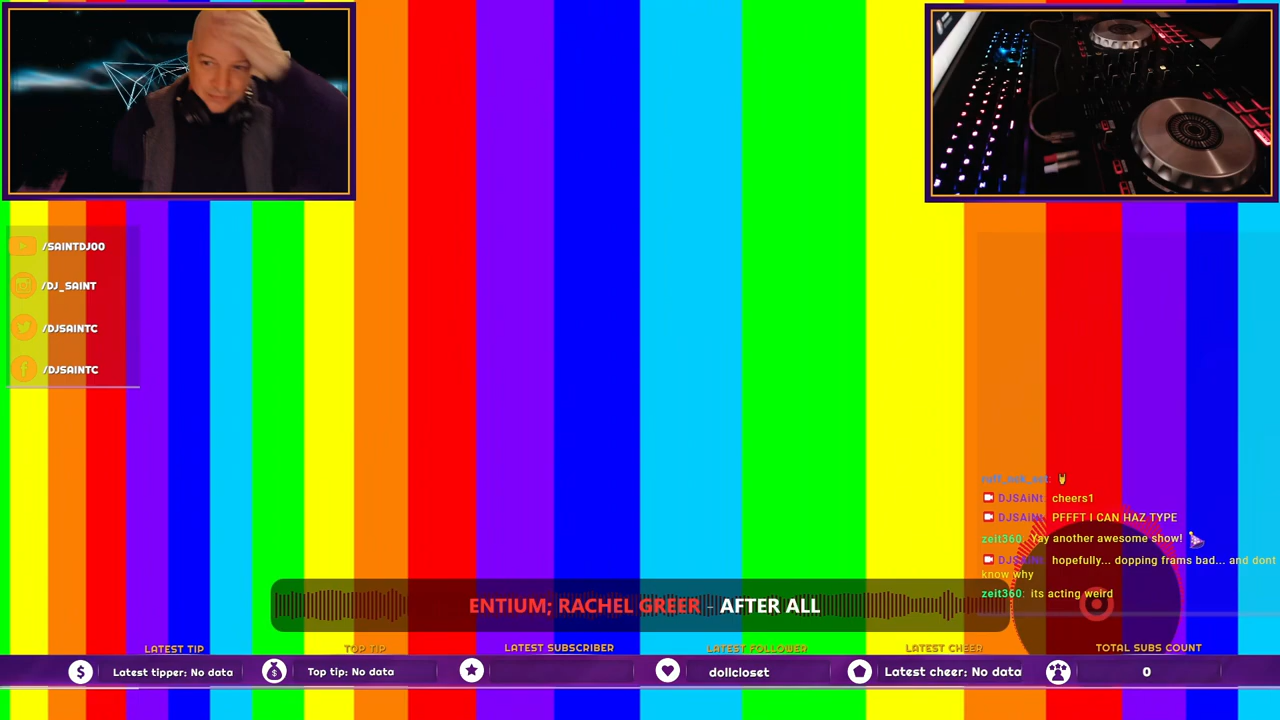 /SAINTDJ00
/DJ_SAINT
/DJSAINTC
/DJSAINTC
DJSAiNt: cheers1
DJSAiNt: PFFFT I CAN HAZ TYPE
zeit360: Yay another awesome show!
DJSAiNt: hopefully... dopping frams bad... and dont
know why
zeit360: its acting weird
ENTIUM; RACHEL GREER - AFTER ALL
LATEST TIP
TOP TIP
LATEST SUBSCRIBER
LATEST FOLLOWER
LATEST CHEER
TOTAL SUBS COUNT
Latest tipper: No data
Top tip: No data
dollcloset
Latest cheer: No data
0